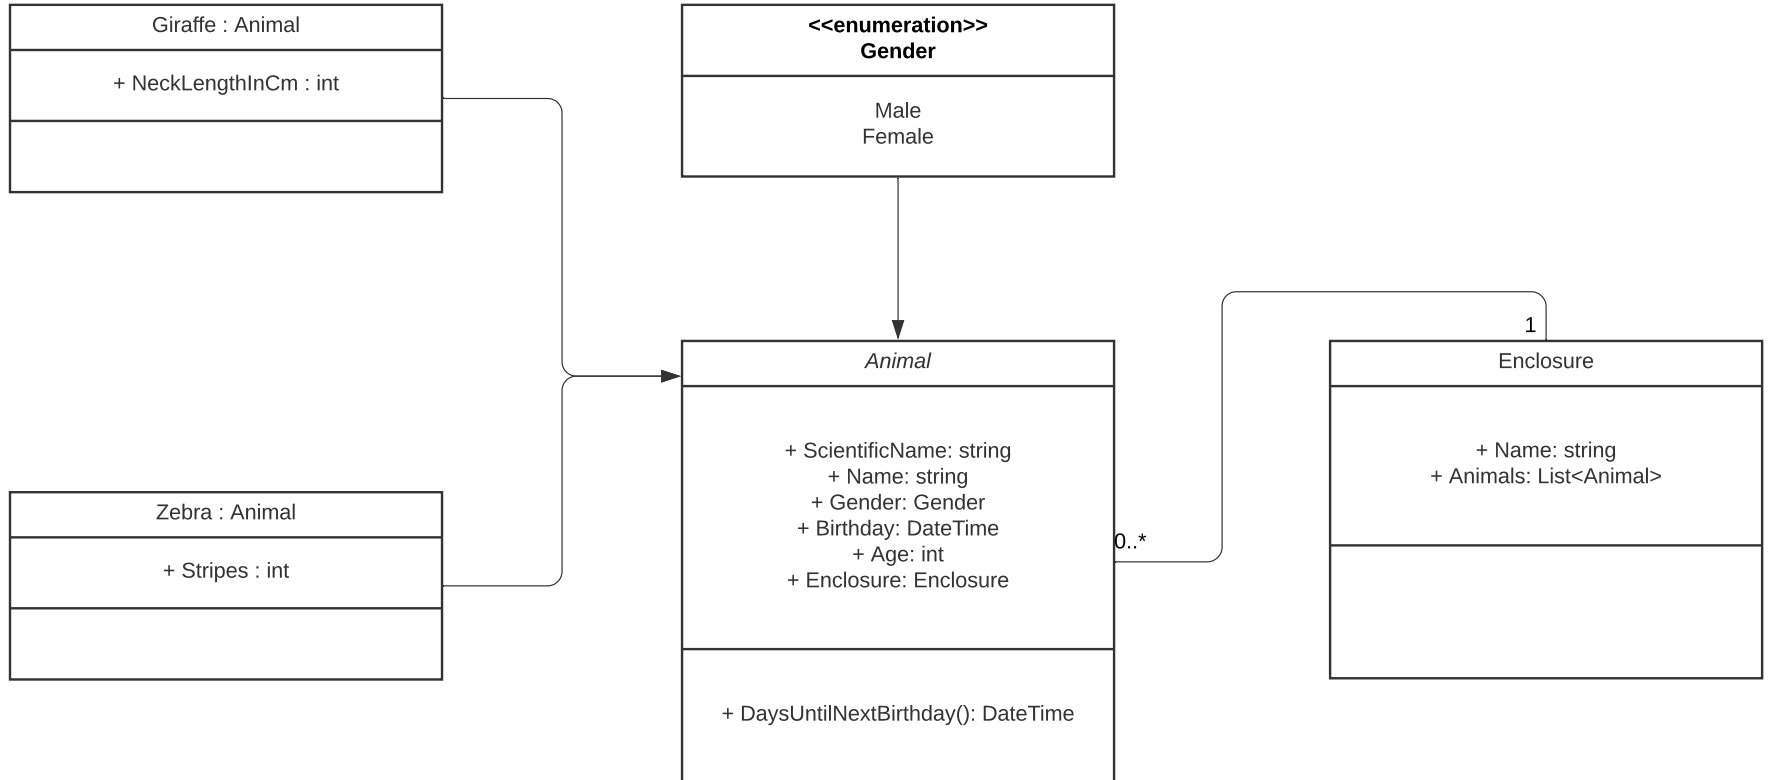 Giraffe : Animal
+ NeckLengthInCm : int
<<enumeration>>
Gender
Male
Female
Zebra : Animal
+ Stripes : int
Animal
+ ScientificName: string
+ Name: string
+ Gender: Gender
+ Birthday: DateTime
+ Age: int
+ Enclosure: Enclosure
+ DaysUntilNextBirthday(): DateTime
0..*
1
Enclosure
+ Name: string
+ Animals: List<Animal>